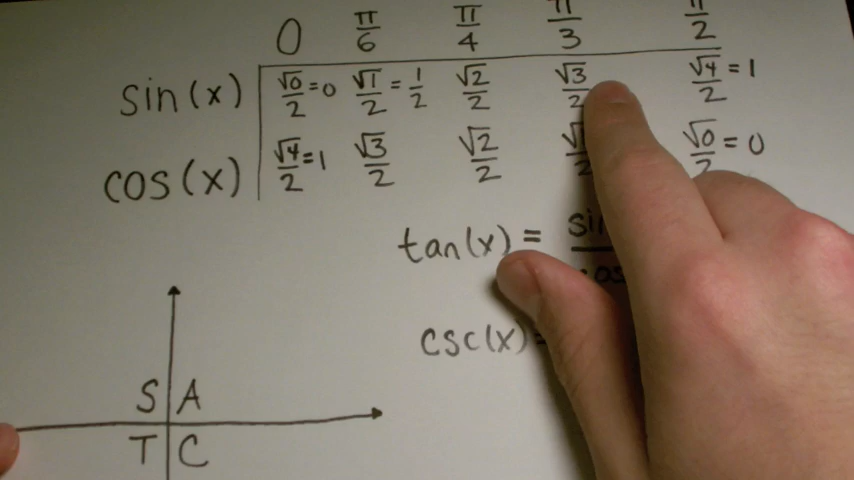 0 π/6 π/4 π/3 π/2
sin(x) √0/2=0 √1/2=1/2 √2/2 √3/2 √4/2=1
cos(x) √4/2=1 √3/2 √2/2 √0/2=0
tan(x)= sin
csc(x)=
S A
T C